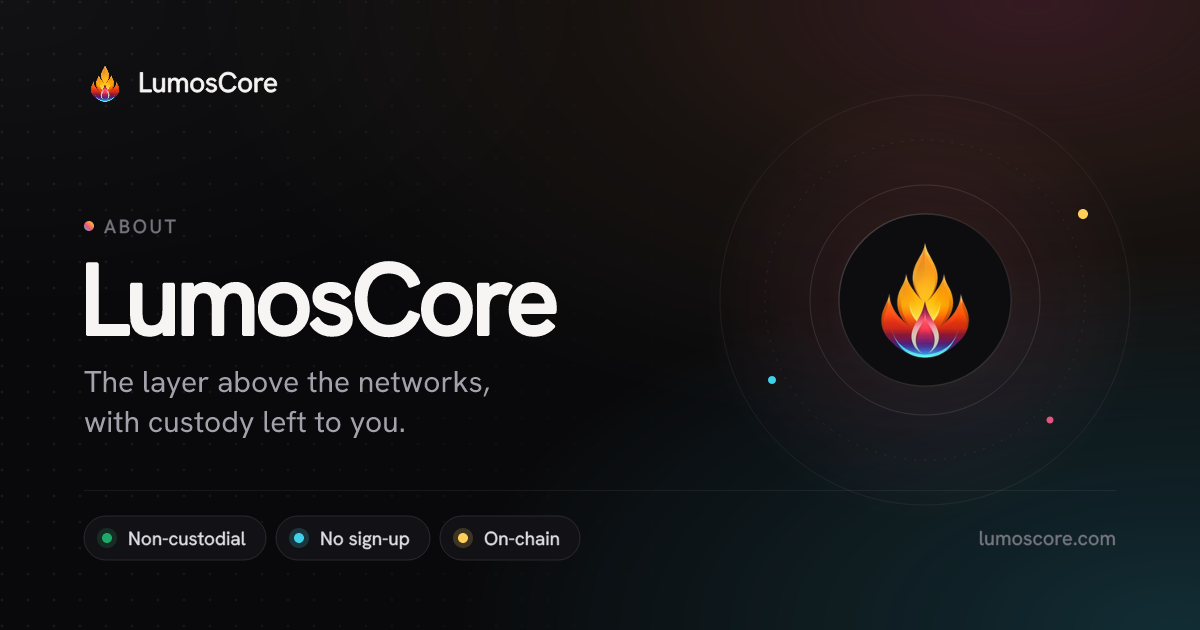 LumosCore
ABOUT
LumosCore
The layer above the networks,
with custody left to you.
Non-custodial
No sign-up
On-chain
lumoscore.com